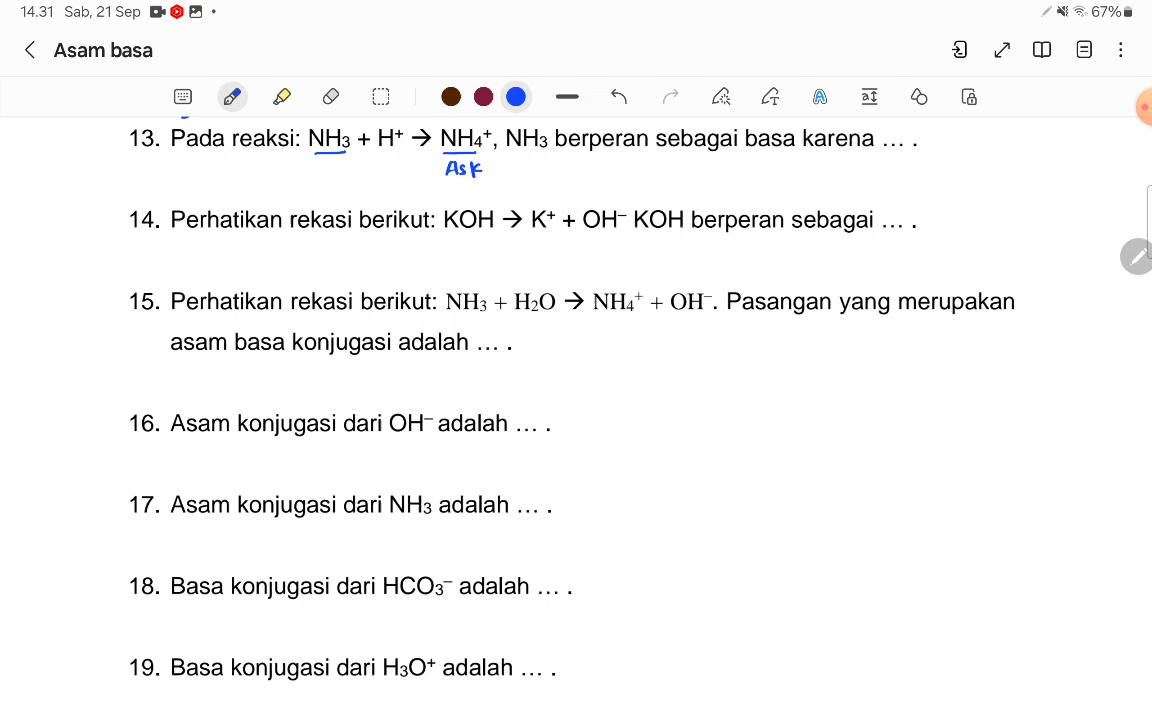 14.31 Sab, 21 Sep 67%
Asam basa
13. Pada reaksi: NH₃ + H⁺ → NH₄⁺, NH₃ berperan sebagai basa karena … .
Ask
14. Perhatikan rekasi berikut: KOH → K⁺ + OH⁻ KOH berperan sebagai … .
15. Perhatikan rekasi berikut: NH₃ + H₂O → NH₄⁺ + OH⁻. Pasangan yang merupakan
asam basa konjugasi adalah … .
16. Asam konjugasi dari OH⁻ adalah … .
17. Asam konjugasi dari NH₃ adalah … .
18. Basa konjugasi dari HCO₃⁻ adalah … .
19. Basa konjugasi dari H₃O⁺ adalah … .